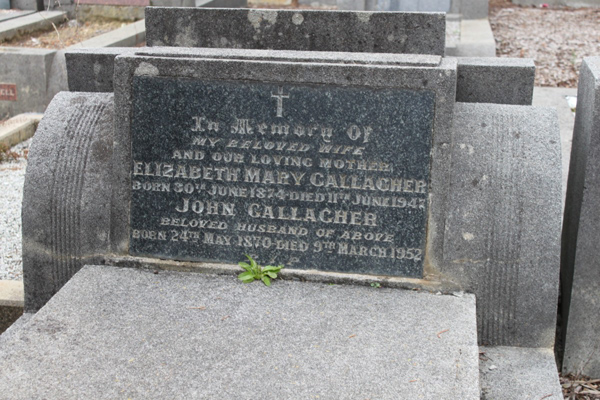 In Memory Of
MY BELOVED WIFE
AND OUR LOVING MOTHER
ELIZABETH MARY GALLAGHER
BORN 30TH JUNE 1874-DIED 11TH JUNE 1947
JOHN GALLAGHER
BELOVED HUSBAND OF ABOVE
BORN 24TH MAY 1870-DIED 9TH MARCH 1952